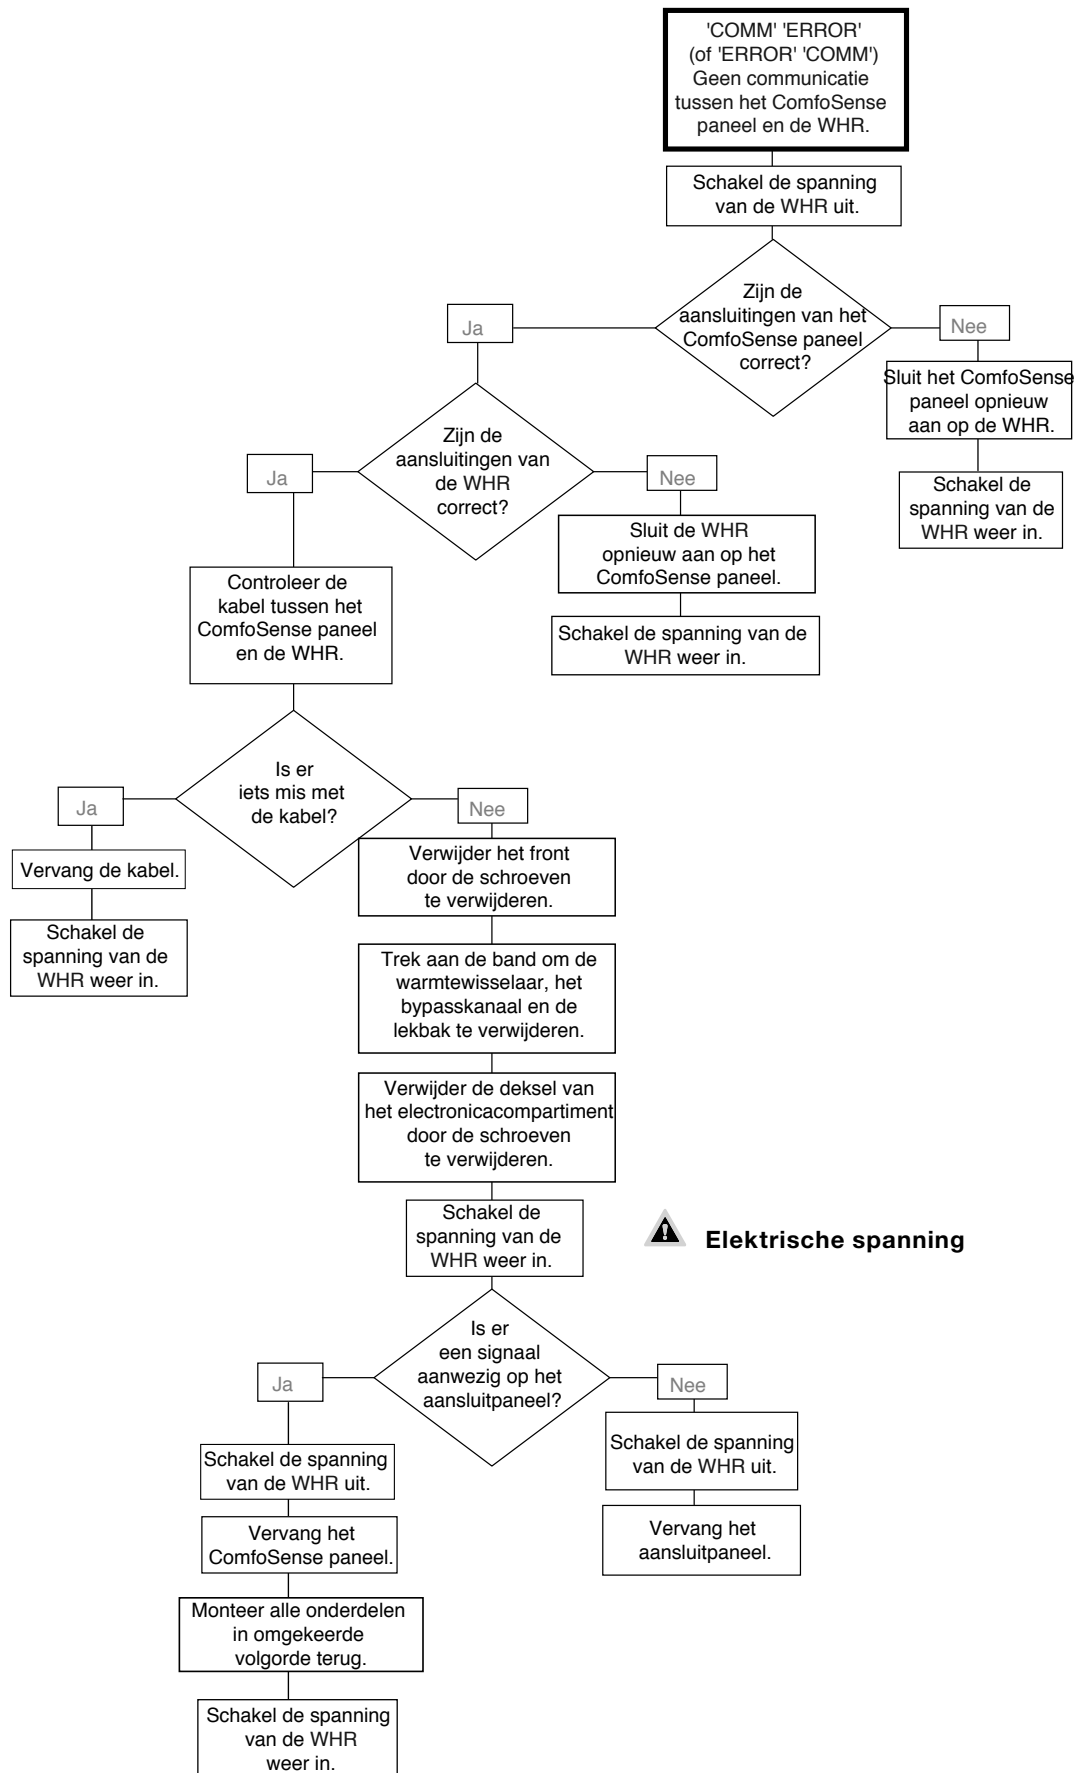 'COMM' 'ERROR'
(of 'ERROR' 'COMM')
Geen communicatie
tussen het ComfoSense
paneel en de WHR.
Schakel de spanning
van de WHR uit.
Zijn de
aansluitingen van het
ComfoSense paneel
correct?
Ja
Nee
Sluit het ComfoSense
paneel opnieuw
aan op de WHR.
Schakel de
spanning van de
WHR weer in.
Zijn de
aansluitingen van
de WHR
correct?
Ja
Nee
Sluit de WHR
opnieuw aan op het
ComfoSense paneel.
Schakel de spanning van de
WHR weer in.
Controleer de
kabel tussen het
ComfoSense paneel
en de WHR.
Is er
iets mis met
de kabel?
Ja
Nee
Vervang de kabel.
Schakel de
spanning van de
WHR weer in.
Verwijder het front
door de schroeven
te verwijderen.
Trek aan de band om de
warmtewisselaar, het
bypasskanaal en de
lekbak te verwijderen.
Verwijder de deksel van
het electronicacompartiment
door de schroeven
te verwijderen.
Schakel de
spanning van de
WHR weer in.
Elektrische spanning
Is er
een signaal
aanwezig op het
aansluitpaneel?
Ja
Nee
Schakel de spanning
van de WHR uit.
Vervang het
ComfoSense paneel.
Monteer alle onderdelen
in omgekeerde
volgorde terug.
Schakel de spanning
van de WHR
weer in.
Schakel de spanning
van de WHR uit.
Vervang het
aansluitpaneel.